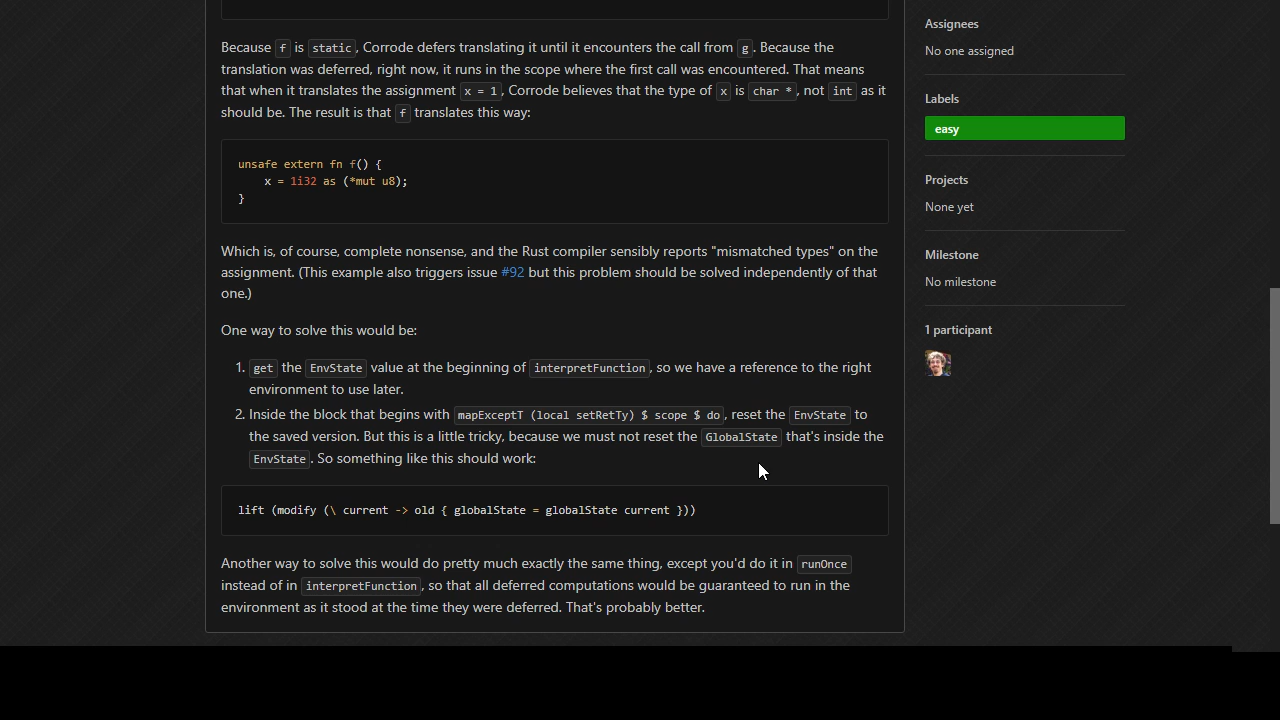 Because f is static, Corrode defers translating it until it encounters the call from g. Because the
translation was deferred, right now, it runs in the scope where the first call was encountered. That means
that when it translates the assignment x = 1, Corrode believes that the type of x is char *, not int as it
should be. The result is that f translates this way:
unsafe extern fn f() {
    x = 1i32 as (*mut u8);
}
Which is, of course, complete nonsense, and the Rust compiler sensibly reports "mismatched types" on the
assignment. (This example also triggers issue #92 but this problem should be solved independently of that
one.)
One way to solve this would be:
1. get the EnvState value at the beginning of interpretFunction, so we have a reference to the right
environment to use later.
2. Inside the block that begins with mapExceptT (local setRetTy) $ scope $ do, reset the EnvState to
the saved version. But this is a little tricky, because we must not reset the GlobalState that's inside the
EnvState. So something like this should work:
lift (modify (\ current -> old { globalState = globalState current }))
Another way to solve this would do pretty much exactly the same thing, except you'd do it in runOnce
instead of in interpretFunction, so that all deferred computations would be guaranteed to run in the
environment as it stood at the time they were deferred. That's probably better.
Assignees
No one assigned
Labels
easy
Projects
None yet
Milestone
No milestone
1 participant